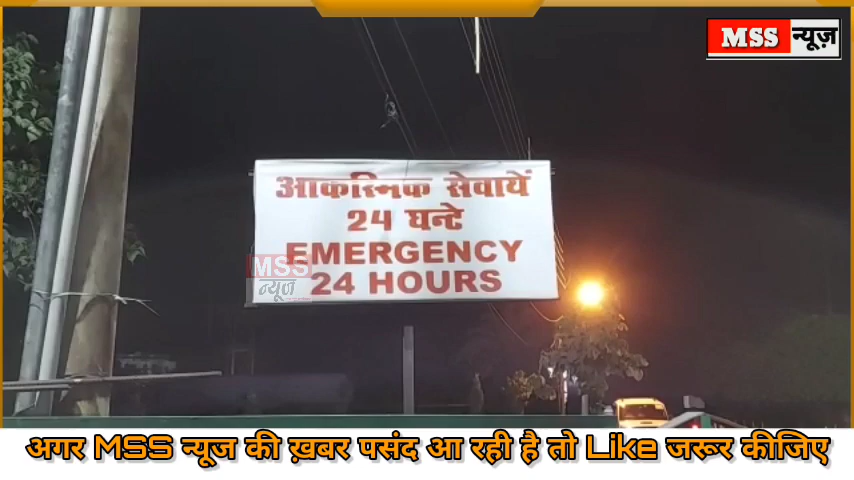 MSS न्यूज़
आकस्मिक सेवायें
24 घन्टे
EMERGENCY
24 HOURS
MSS
न्यूज़
अगर MSS न्यूज की ख़बर पसंद आ रही है तो Like जरूर कीजिए